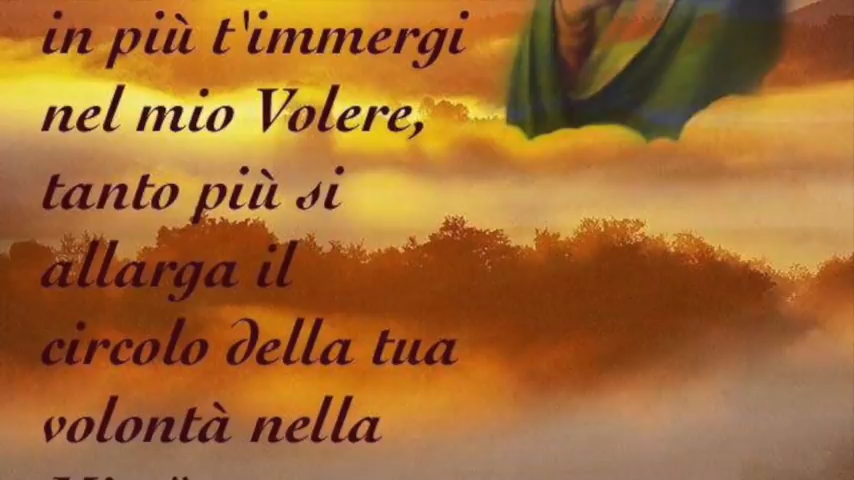 in più t'immergi
nel mio Volere,
tanto più si
allarga il
circolo della tua
volontà nella